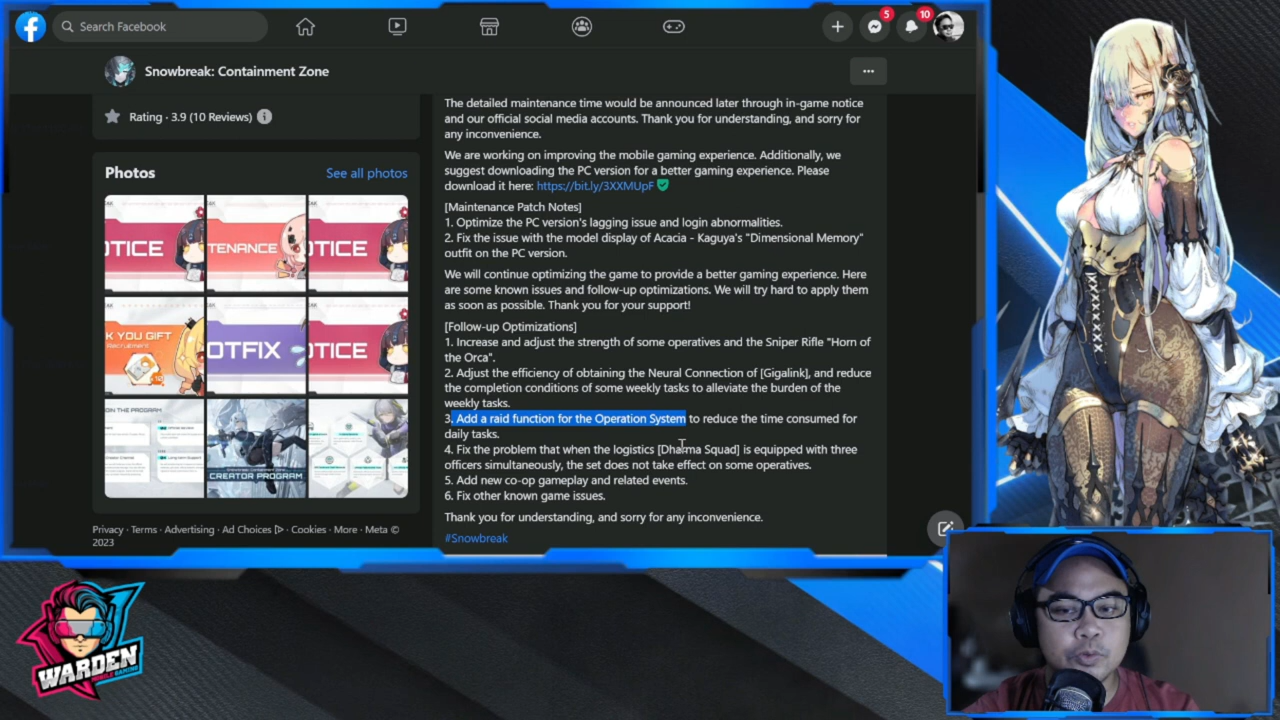 Search Facebook
5
10
Snowbreak: Containment Zone
Rating · 3.9 (10 Reviews)
Photos
See all photos
OTICE
TENANCE
OTICE
K YOU GIFT
Recruitment
OTFIX
OTICE
JOIN THE PROGRAM
CREATOR PROGRAM
Privacy · Terms · Advertising · Ad Choices · Cookies · More · Meta ©
2023
The detailed maintenance time would be announced later through in-game notice
and our official social media accounts. Thank you for understanding, and sorry for
any inconvenience.
We are working on improving the mobile gaming experience. Additionally, we
suggest downloading the PC version for a better gaming experience. Please
download it here: https://bit.ly/3XXMUpF
[Maintenance Patch Notes]
1. Optimize the PC version's lagging issue and login abnormalities.
2. Fix the issue with the model display of Acacia - Kaguya's "Dimensional Memory"
outfit on the PC version.
We will continue optimizing the game to provide a better gaming experience. Here
are some known issues and follow-up optimizations. We will try hard to apply them
as soon as possible. Thank you for your support!
[Follow-up Optimizations]
1. Increase and adjust the strength of some operatives and the Sniper Rifle "Horn of
the Orca".
2. Adjust the efficiency of obtaining the Neural Connection of [Gigalink], and reduce
the completion conditions of some weekly tasks to alleviate the burden of the
weekly tasks.
3. Add a raid function for the Operation System to reduce the time consumed for
daily tasks.
4. Fix the problem that when the logistics [Dharma Squad] is equipped with three
officers simultaneously, the set does not take effect on some operatives.
5. Add new co-op gameplay and related events.
6. Fix other known game issues.
Thank you for understanding, and sorry for any inconvenience.
#Snowbreak
WARDEN
MOBILE GAMING